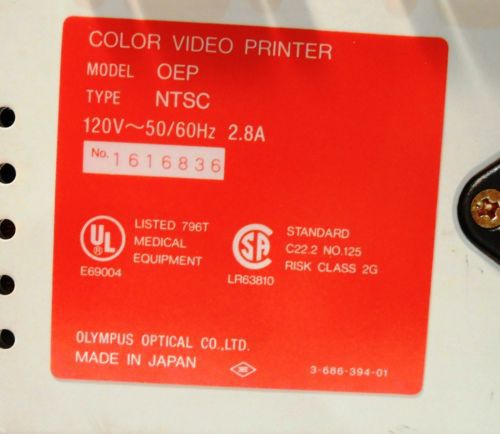 COLOR VIDEO PRINTER
MODEL OEP
TYPE NTSC
120V～50/60Hz 2.8A
No. 1616836
UL
®
LISTED 796T
MEDICAL
EQUIPMENT
E69004
SA
LR63810
STANDARD
C22.2 NO.125
RISK CLASS 2G
OLYMPUS OPTICAL CO.,LTD.
MADE IN JAPAN
3-686-394-01